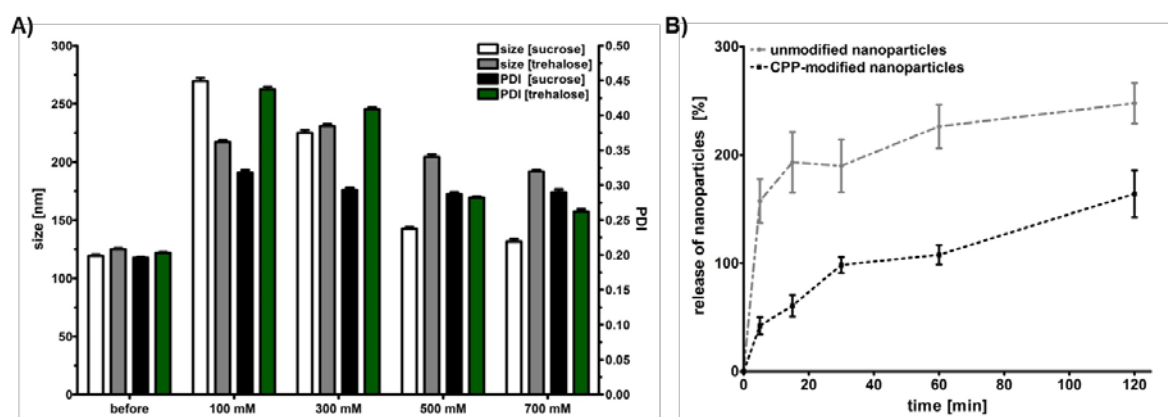 A)
300
250
200
150
100
50
0
size [nm]
0.50
0.45
0.40
0.35
0.30
0.25
0.20
0.15
0.10
0.05
0.00
PDI
size [sucrose]
size [trehalose]
PDI [sucrose]
PDI [trehalose]
before 100 mM 300 mM 500 mM 700 mM
B)
300
200
100
0
release of nanoparticles [%]
unmodified nanoparticles
CPP-modified nanoparticles
0 20 40 60 80 100 120
time [min]